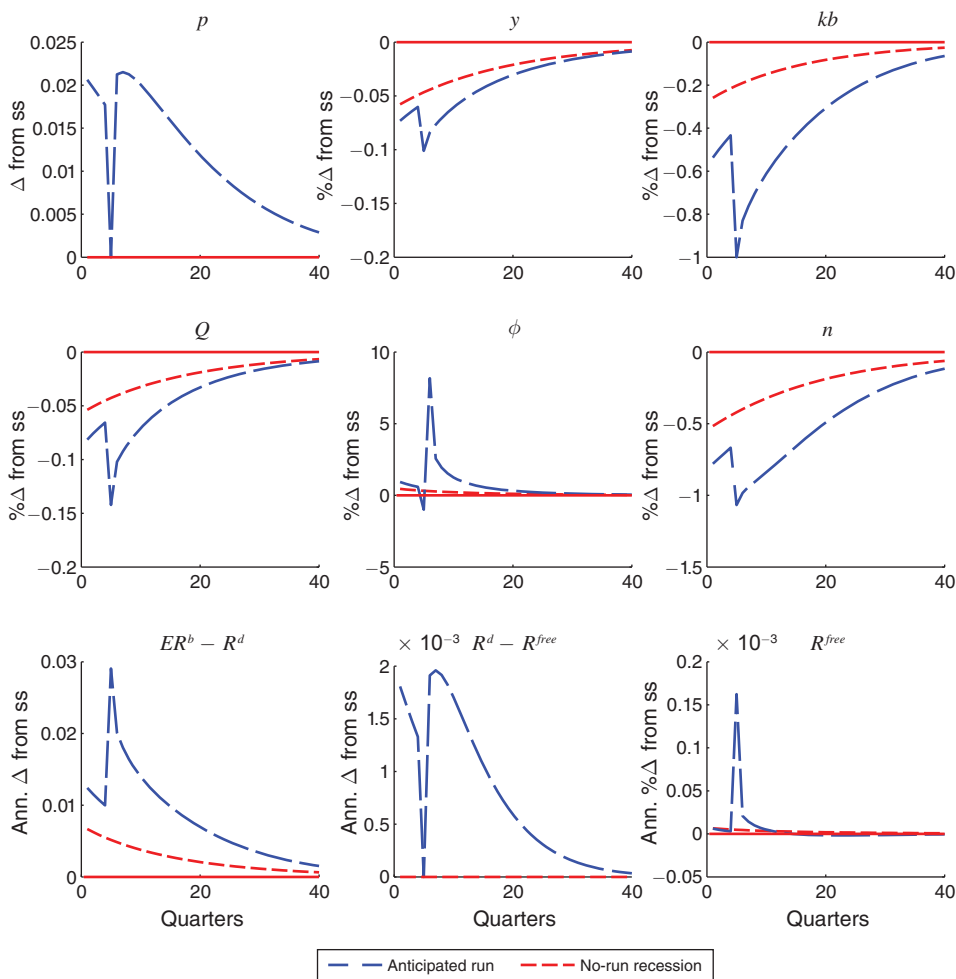 p
Δ from ss
0.025
0.02
0.015
0.01
0.005
0
0 20 40
y
%Δ from ss
0
−0.05
−0.1
−0.15
−0.2
0 20 40
kb
%Δ from ss
0
−0.2
−0.4
−0.6
−0.8
−1
0 20 40
Q
%Δ from ss
0
−0.05
−0.1
−0.15
−0.2
0 20 40
ϕ
%Δ from ss
10
5
0
−5
0 20 40
n
%Δ from ss
0
−0.5
−1
−1.5
0 20 40
ER^b − R^d
Ann. Δ from ss
0.03
0.02
0.01
0
0 20 40
Quarters
× 10⁻³ R^d − R^free
Ann. Δ from ss
2
1.5
1
0.5
0
0 20 40
Quarters
× 10⁻³ R^free
Ann. %Δ from ss
0.2
0.15
0.1
0.05
0
−0.05
0 20 40
Quarters
Anticipated run No-run recession